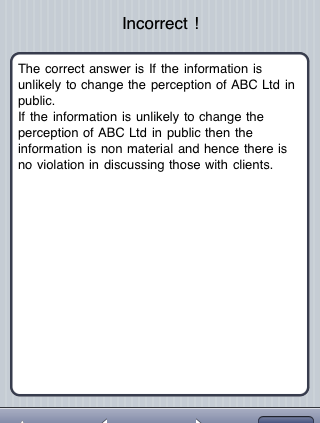 Incorrect !
The correct answer is If the information is
unlikely to change the perception of ABC Ltd in
public.
If the information is unlikely to change the
perception of ABC Ltd in public then the
information is non material and hence there is
no violation in discussing those with clients.